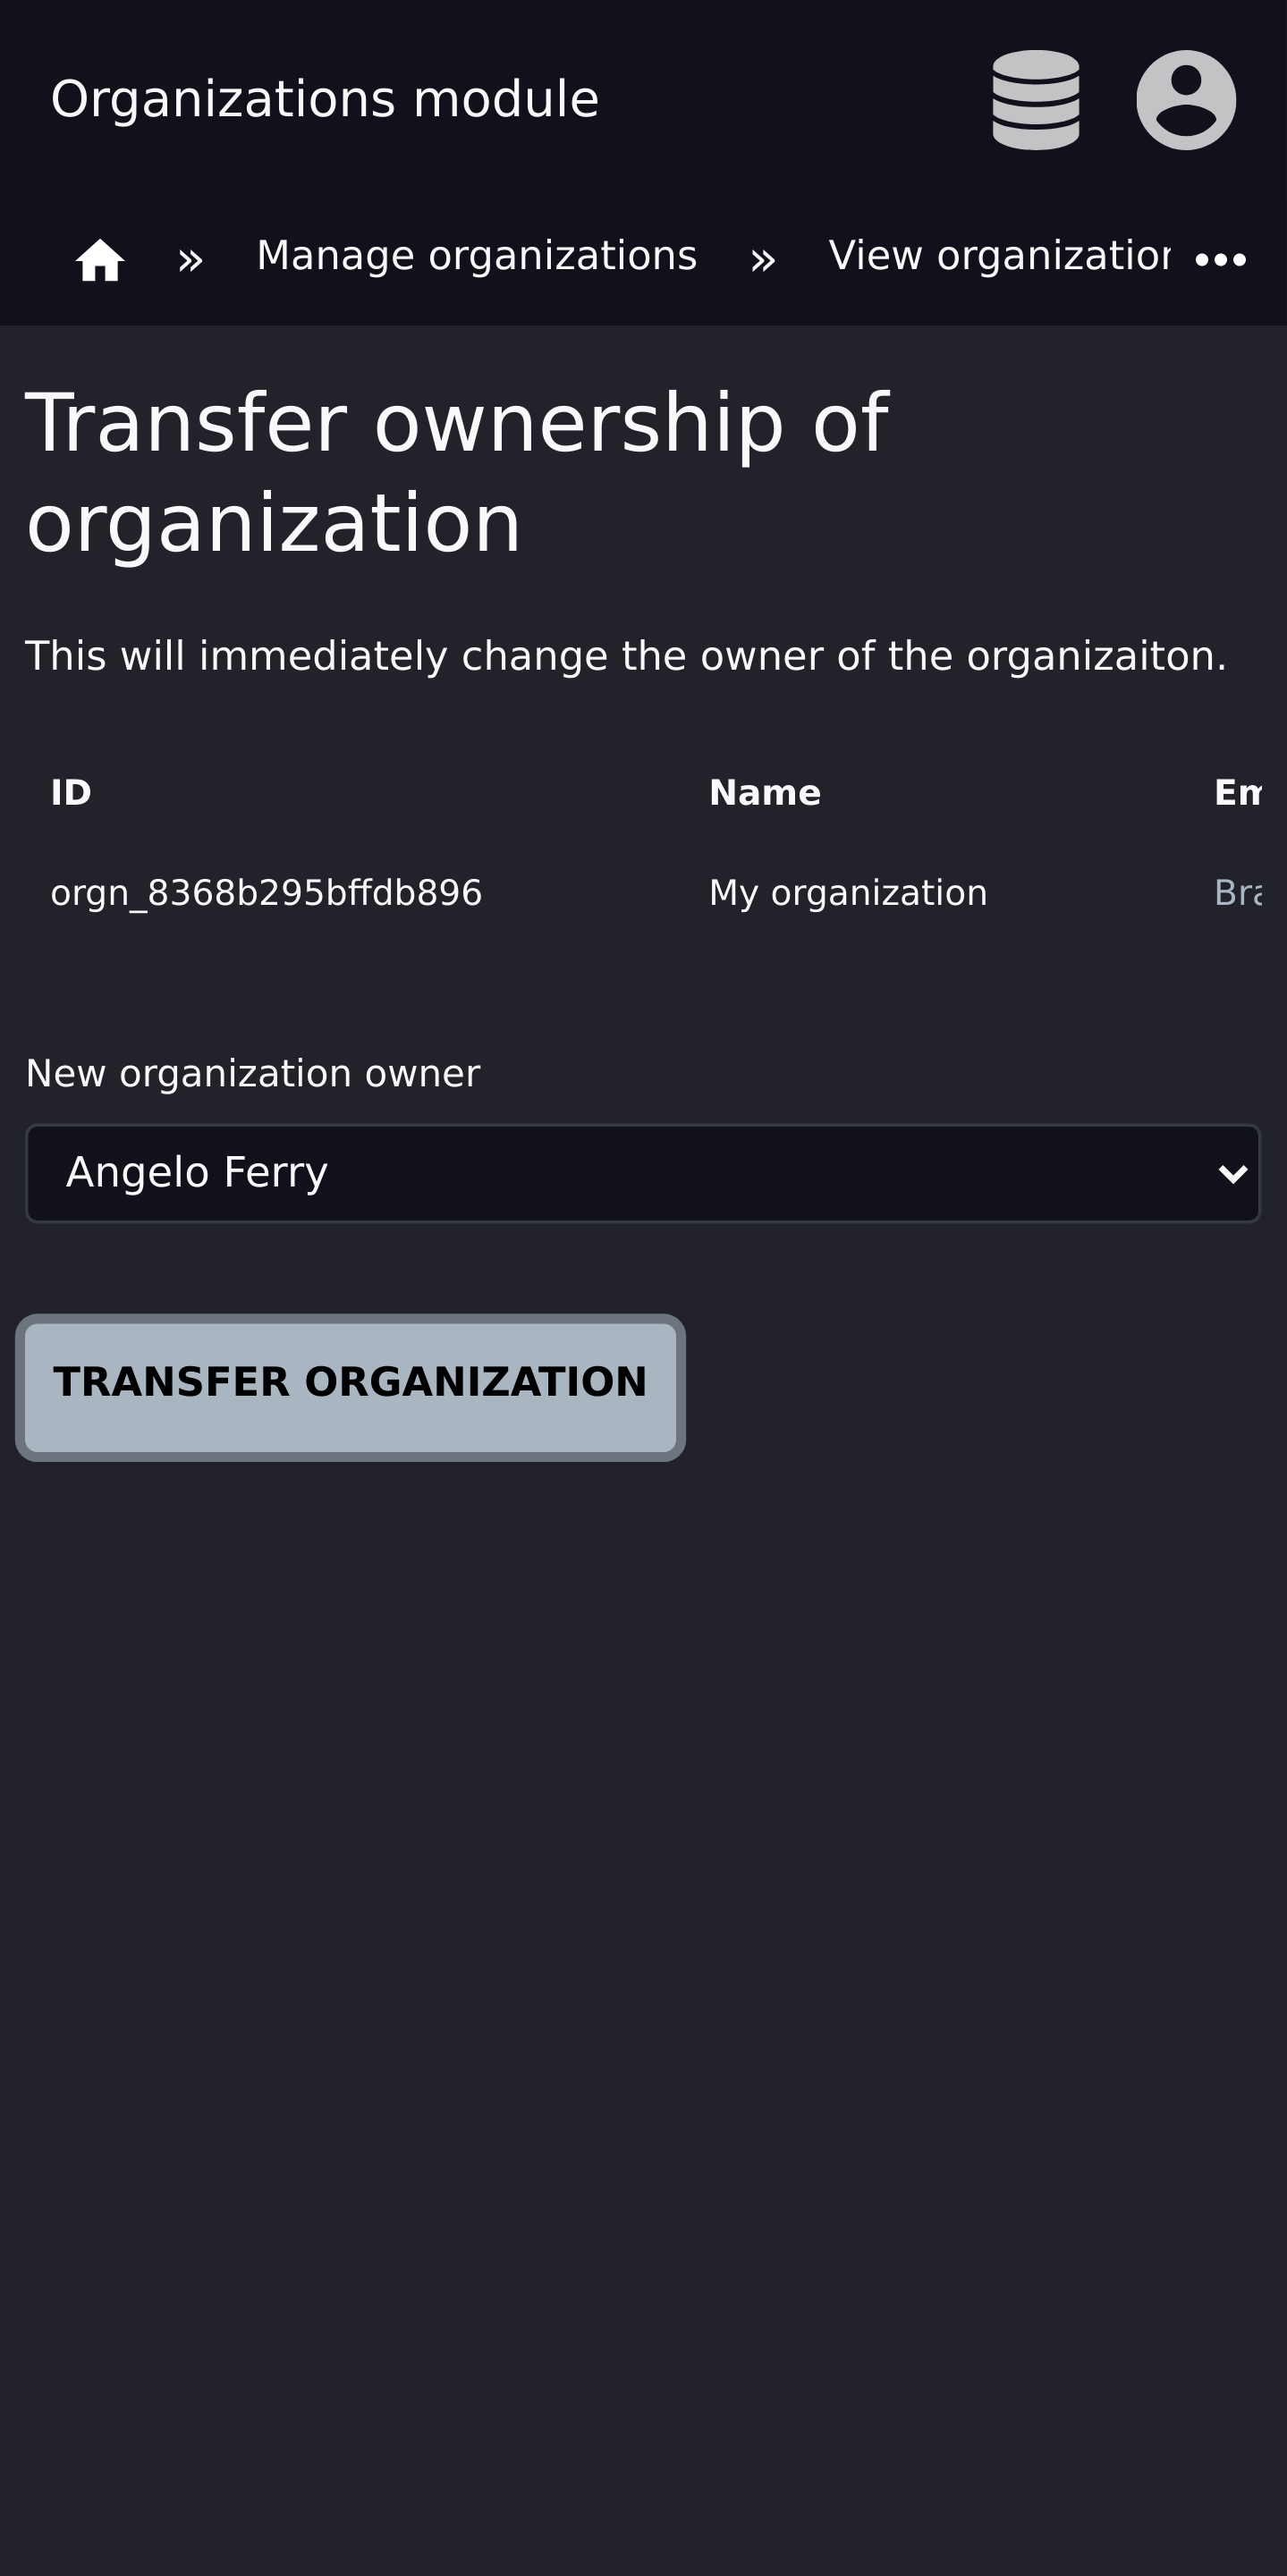 Organizations module
» Manage organizations » View organization
Transfer ownership of
organization
This will immediately change the owner of the organizaiton.
ID Name Em
orgn_8368b295bffdb896 My organization Bra
New organization owner
Angelo Ferry
TRANSFER ORGANIZATION